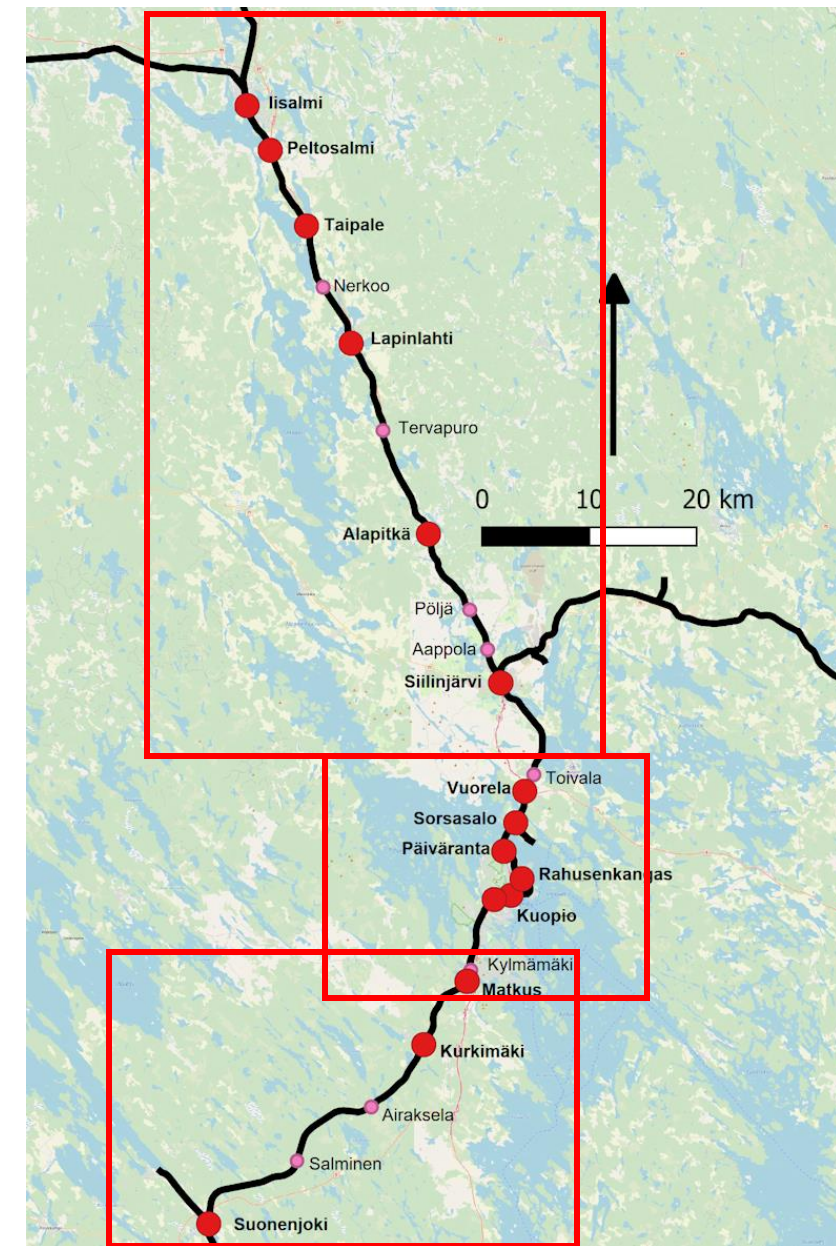 Iisalmi
Peltosalmi
Taipale
Nerkoo
Lapinlahti
Tervapuro
0 10 20 km
Alapitkä
Pöljä
Aappola
Siilinjärvi
Toivala
Vuorela
Sorsasalo
Päiväranta
Rahusenkangas
Kuopio
Kylmämäki
Matkus
Kurkimäki
Airaksela
Salminen
Suonenjoki